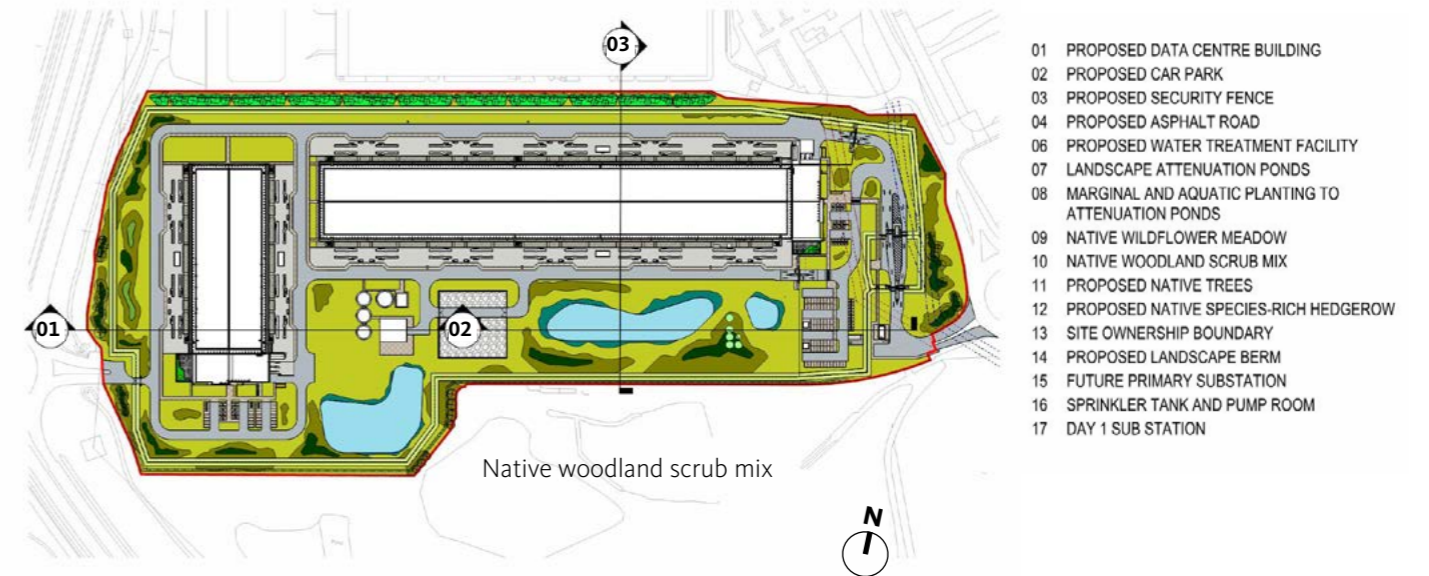 03
01
02
Native woodland scrub mix
N
01 PROPOSED DATA CENTRE BUILDING
02 PROPOSED CAR PARK
03 PROPOSED SECURITY FENCE
04 PROPOSED ASPHALT ROAD
06 PROPOSED WATER TREATMENT FACILITY
07 LANDSCAPE ATTENUATION PONDS
08 MARGINAL AND AQUATIC PLANTING TO
ATTENUATION PONDS
09 NATIVE WILDFLOWER MEADOW
10 NATIVE WOODLAND SCRUB MIX
11 PROPOSED NATIVE TREES
12 PROPOSED NATIVE SPECIES-RICH HEDGEROW
13 SITE OWNERSHIP BOUNDARY
14 PROPOSED LANDSCAPE BERM
15 FUTURE PRIMARY SUBSTATION
16 SPRINKLER TANK AND PUMP ROOM
17 DAY 1 SUB STATION